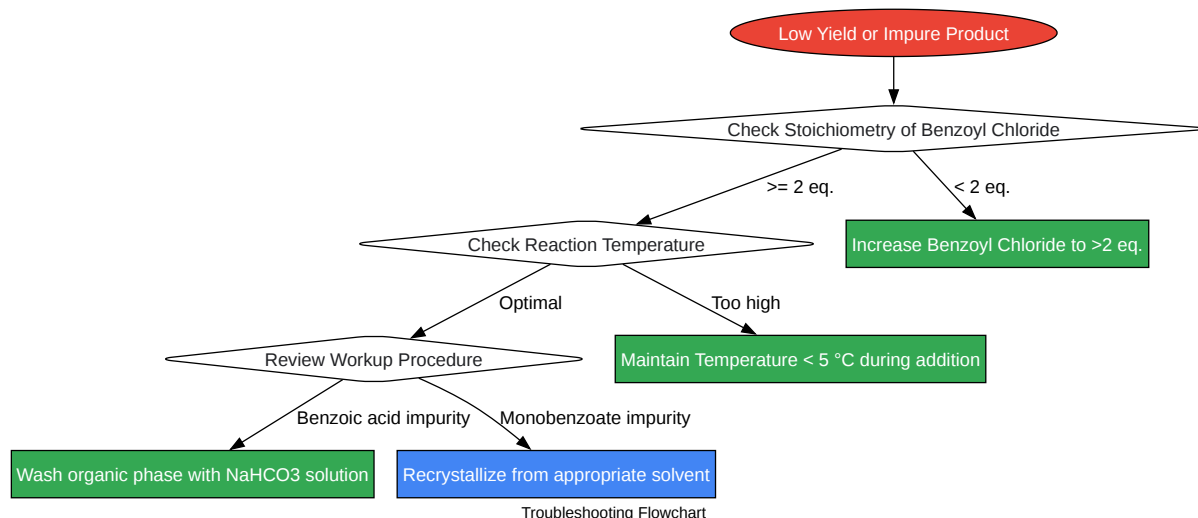 Low Yield or Impure Product
Check Stoichiometry of Benzoyl Chloride
>= 2 eq.
< 2 eq.
Check Reaction Temperature
Increase Benzoyl Chloride to >2 eq.
Optimal
Too high
Review Workup Procedure
Maintain Temperature < 5 °C during addition
Benzoic acid impurity
Monobenzoate impurity
Wash organic phase with NaHCO3 solution
Recrystallize from appropriate solvent
Troubleshooting Flowchart